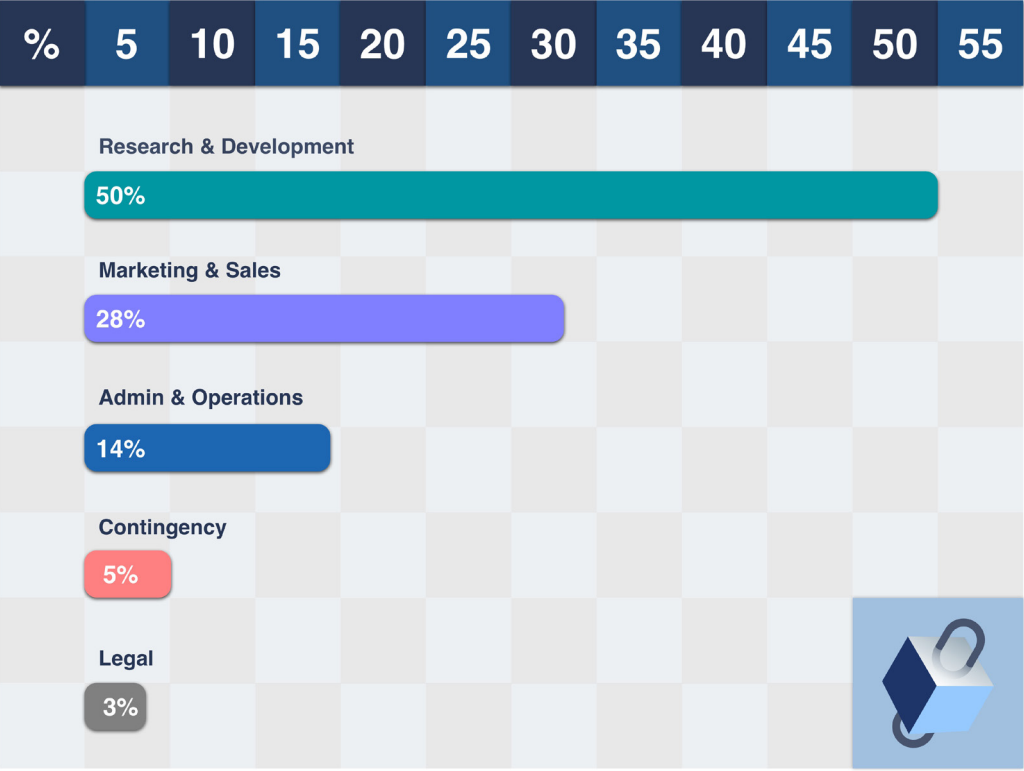 % 5 10 15 20 25 30 35 40 45 50 55
Research & Development
50%
Marketing & Sales
28%
Admin & Operations
14%
Contingency
5%
Legal
3%